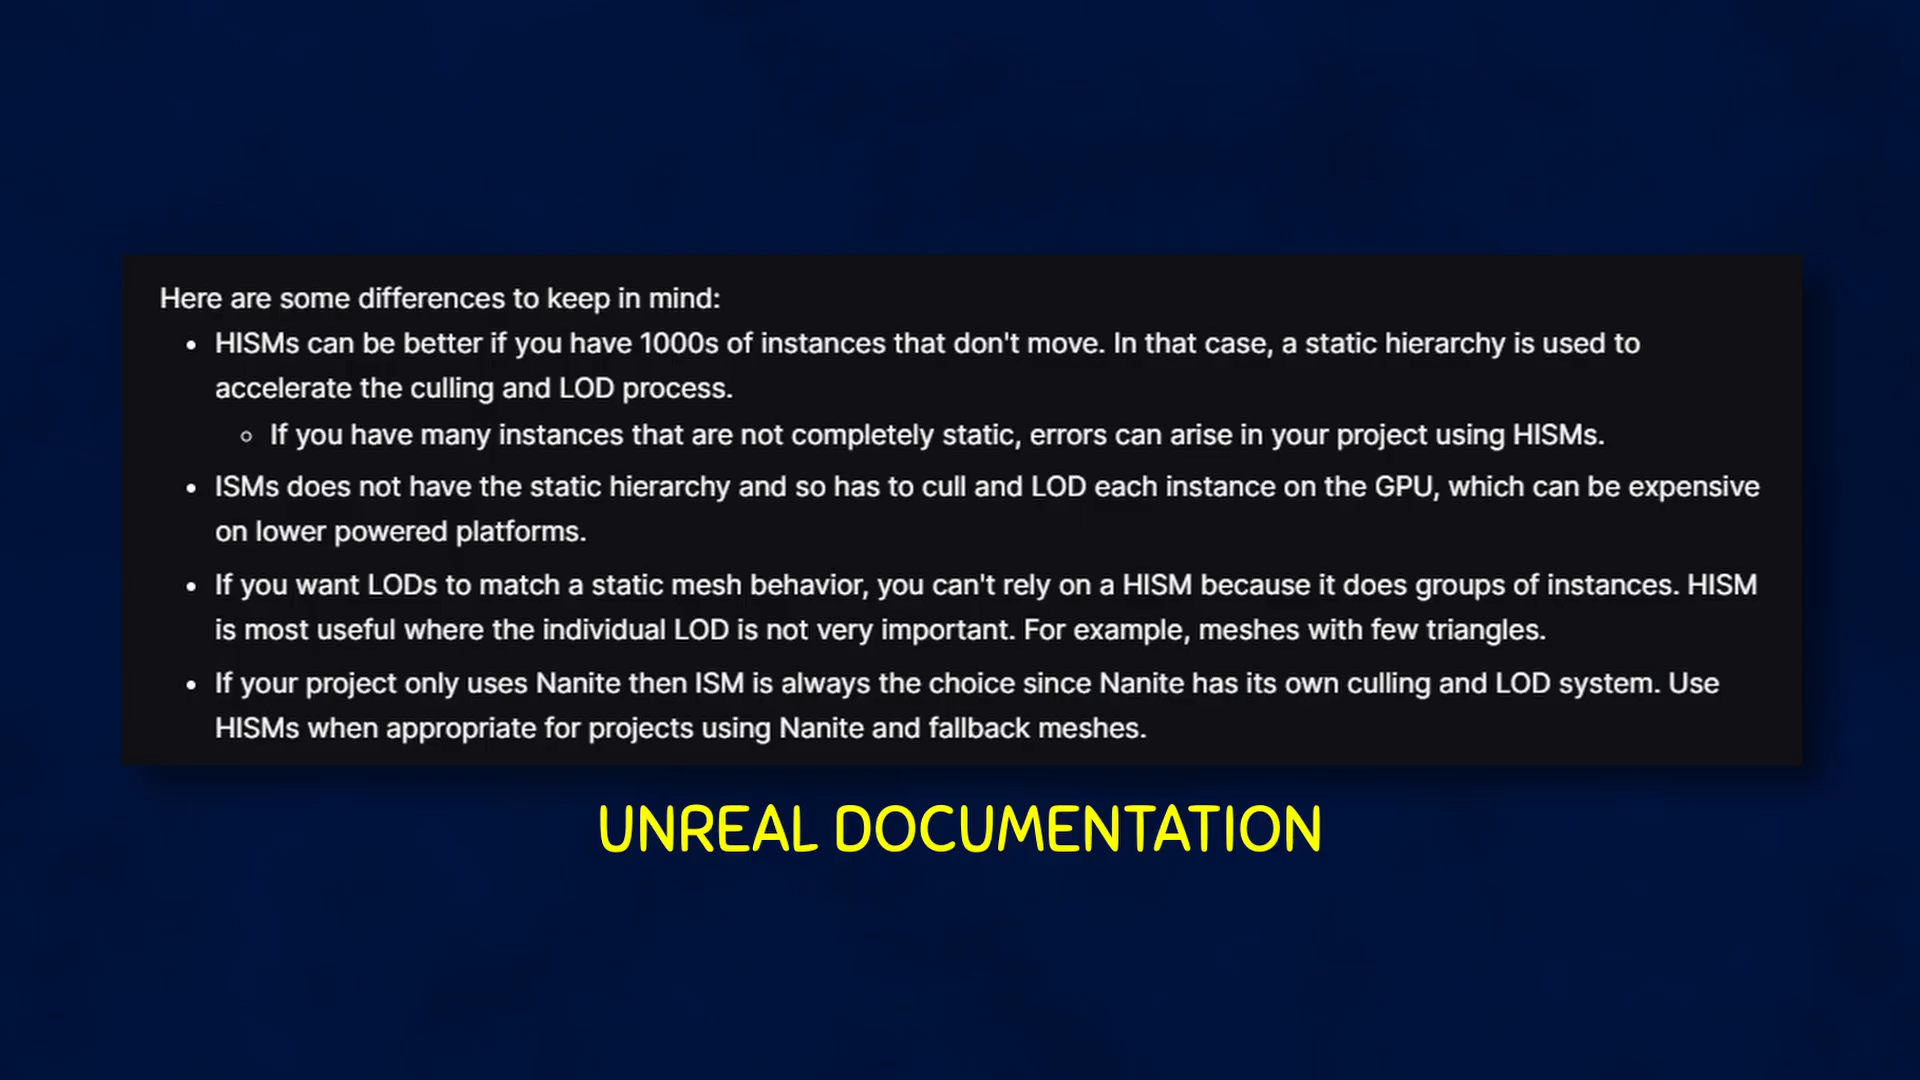 Here are some differences to keep in mind:
• HISMs can be better if you have 1000s of instances that don't move. In that case, a static hierarchy is used to
accelerate the culling and LOD process.
◦ If you have many instances that are not completely static, errors can arise in your project using HISMs.
• ISMs does not have the static hierarchy and so has to cull and LOD each instance on the GPU, which can be expensive
on lower powered platforms.
• If you want LODs to match a static mesh behavior, you can't rely on a HISM because it does groups of instances. HISM
is most useful where the individual LOD is not very important. For example, meshes with few triangles.
• If your project only uses Nanite then ISM is always the choice since Nanite has its own culling and LOD system. Use
HISMs when appropriate for projects using Nanite and fallback meshes.
UNREAL DOCUMENTATION